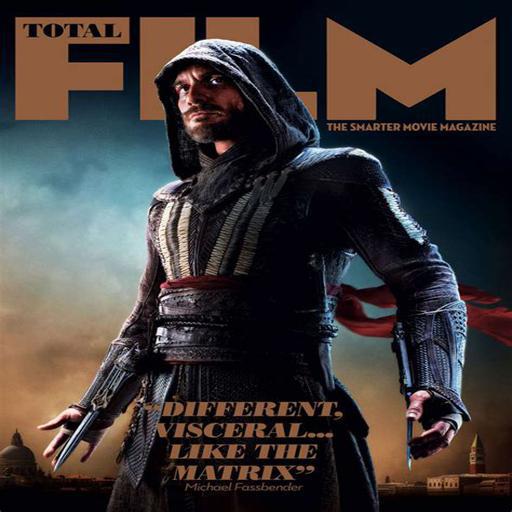 TOTAL
FILM
THE SMARTER MOVIE MAGAZINE
"DIFFERENT,
VISCERAL...
LIKE THE
MATRIX"
Michael Fassbender